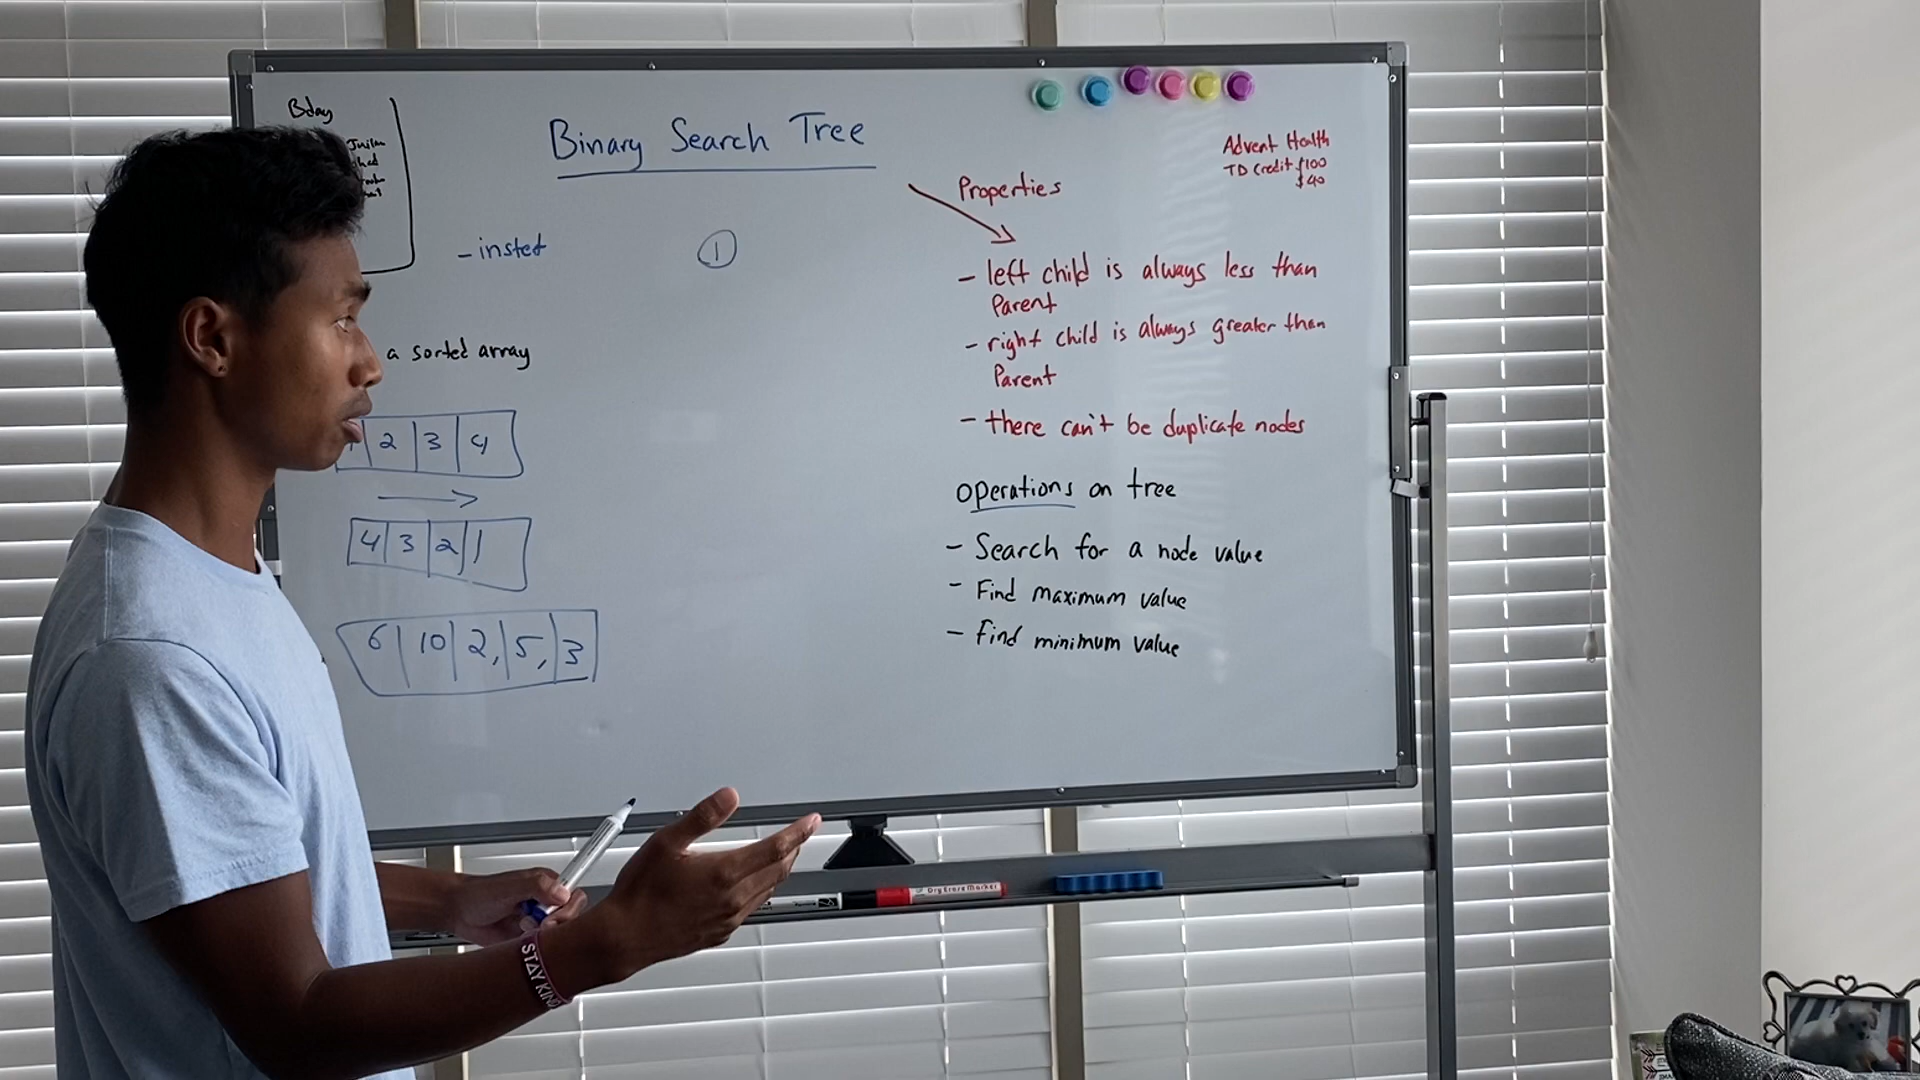 Bday
Binary Search Tree
Advent Health
TD Credit $100
$40
Properties
- insted
1
- left child is always less than
Parent
- right child is always greater than
Parent
a sorted array
- there can't be duplicate nodes
2 3 4
operations on tree
4 3 2 1
- Search for a node value
- Find maximum value
- find minimum value
6 10 2, 5, 3
Dry Erase Marker
STAY KIND